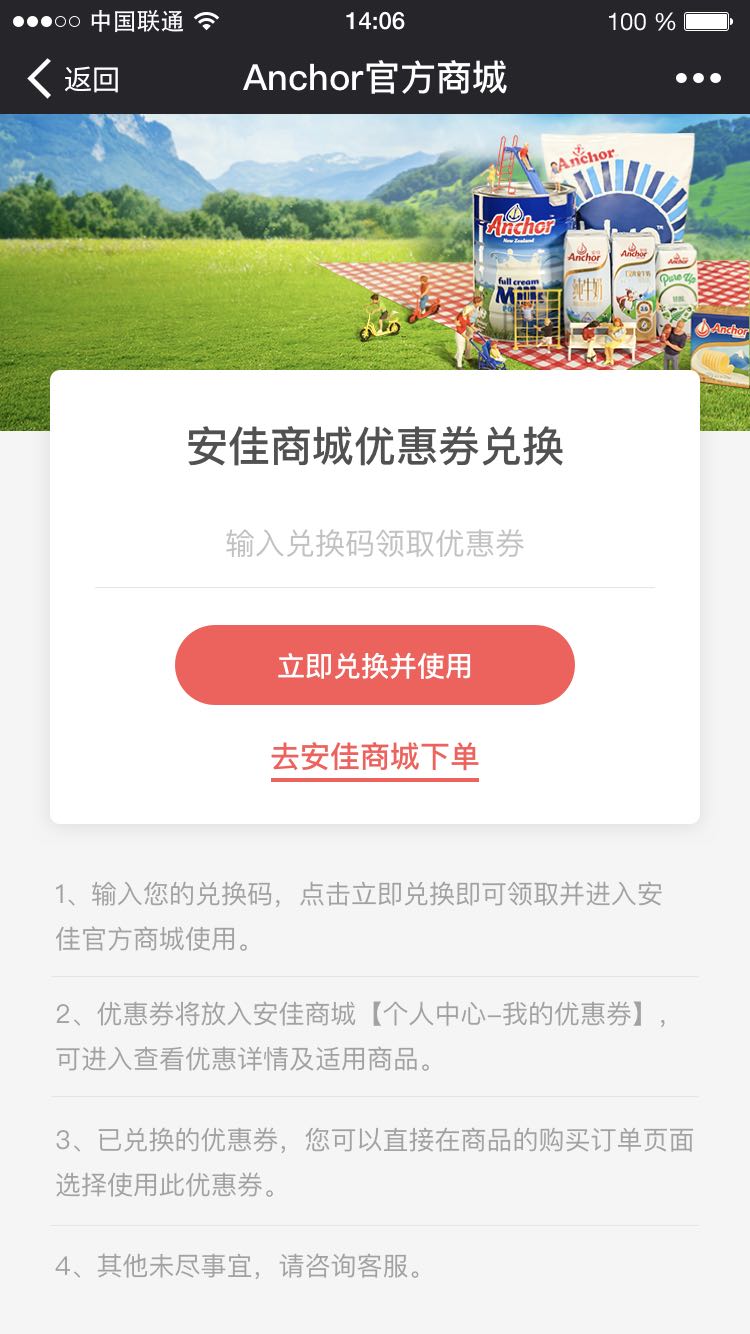 中国联通
14:06
100 %
返回
Anchor官方商城
Anchor
Anchor
New Zealand
full cream
Anchor
纯牛奶
Anchor
Anchor
Pure Up
Anchor
安佳商城优惠券兑换
输入兑换码领取优惠券
立即兑换并使用
去安佳商城下单
1、输入您的兑换码，点击立即兑换即可领取并进入安
佳官方商城使用。
2、优惠券将放入安佳商城【个人中心–我的优惠券】，
可进入查看优惠详情及适用商品。
3、已兑换的优惠券，您可以直接在商品的购买订单页面
选择使用此优惠券。
4、其他未尽事宜，请咨询客服。